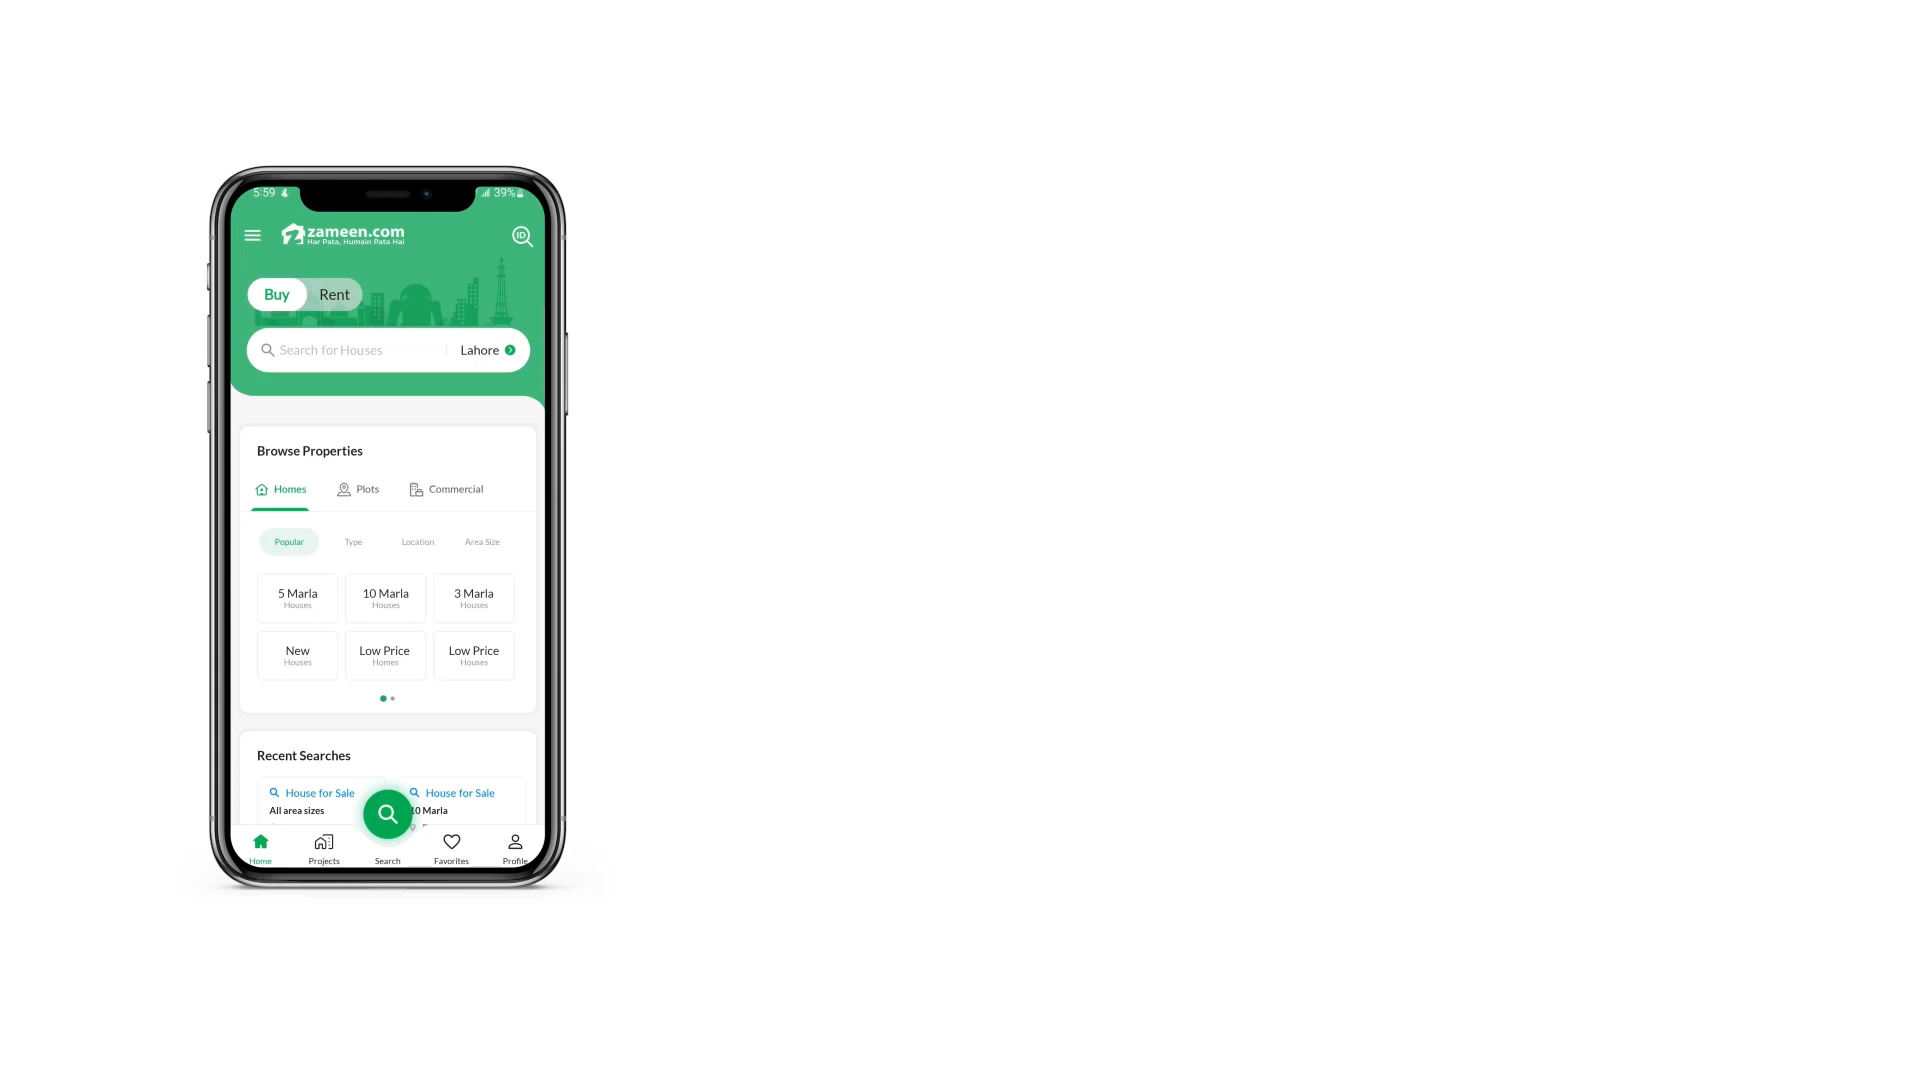 5:59
39%
zameen.com
Har Pata, Humain Pata Hai
ID
Buy Rent
Search for Houses Lahore
Browse Properties
Homes Plots Commercial
Popular Type Location Area Size
5 Marla 10 Marla 3 Marla
Houses Houses Houses
New Low Price Low Price
Houses Homes Houses
Recent Searches
House for Sale House for Sale
All area sizes 10 Marla
Home Projects Search Favorites Profile